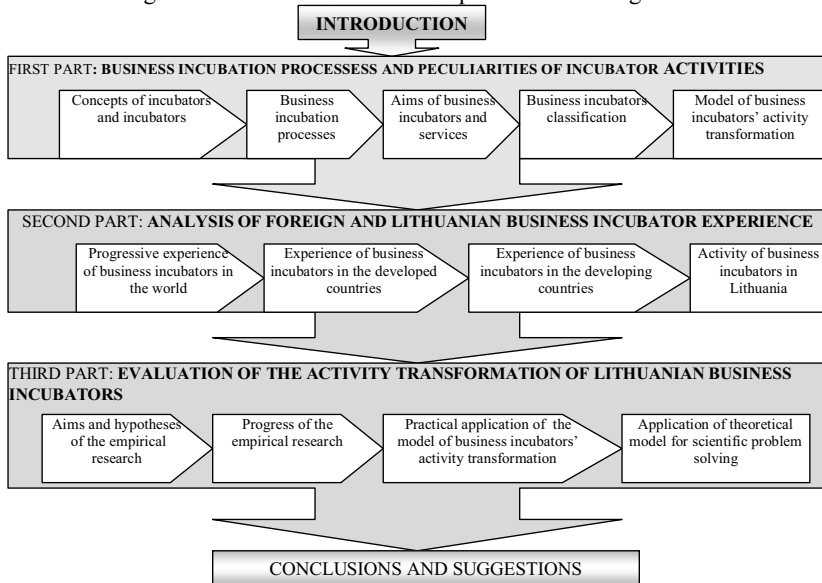 INTRODUCTION
FIRST PART: BUSINESS INCUBATION PROCESSESS AND PECULIARITIES OF INCUBATOR ACTIVITIES
Concepts of incubators
and incubators
Business
incubation
processes
Aims of business
incubators and
services
Business incubators
classification
Model of business
incubators’ activity
transformation
SECOND PART: ANALYSIS OF FOREIGN AND LITHUANIAN BUSINESS INCUBATOR EXPERIENCE
Progressive experience
of business incubators in
the world
Experience of business
incubators in the developed
countries
Experience of business
incubators in the developing
countries
Activity of business
incubators in
Lithuania
THIRD PART: EVALUATION OF THE ACTIVITY TRANSFORMATION OF LITHUANIAN BUSINESS
INCUBATORS
Aims and hypotheses
of the empirical
research
Progress of the
empirical research
Practical application of the
model of business incubators’
activity transformation
Application of theoretical
model for scientific problem
solving
CONCLUSIONS AND SUGGESTIONS